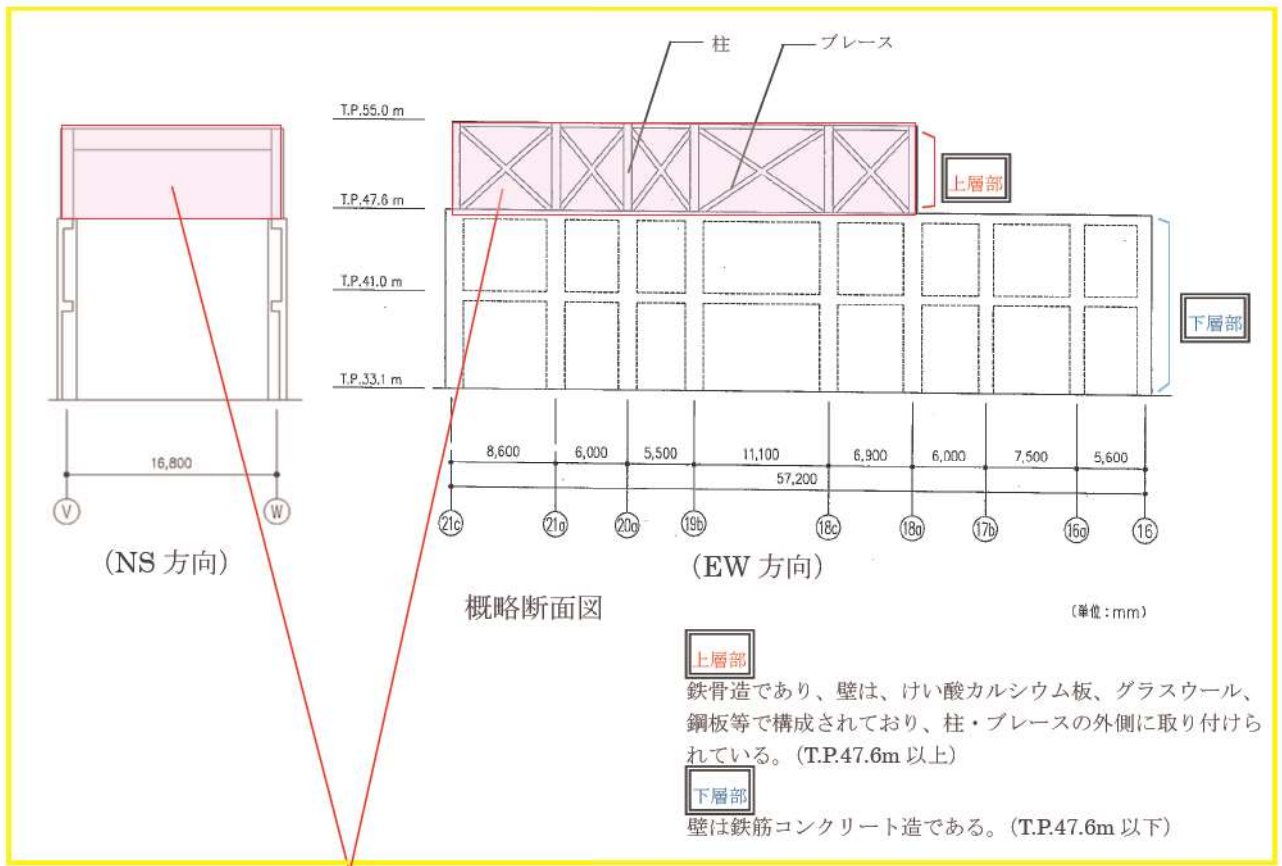 柱
ブレース
T.P.55.0 m
T.P.47.6 m
T.P.41.0 m
T.P.33.1 m
上層部
下層部
16,800
V
W
(NS 方向)
8,600
6,000
5,500
11,100
6,900
6,000
7,500
5,600
57,200
21c
21a
20a
19b
18c
18a
17b
16a
16
(EW 方向)
概略断面図
(単位:mm)
上層部
鉄骨造であり、壁は、けい酸カルシウム板、グラスウール、
鋼板等で構成されており、柱・ブレースの外側に取り付けら
れている。(T.P.47.6m 以上)
下層部
壁は鉄筋コンクリート造である。(T.P.47.6m 以下)